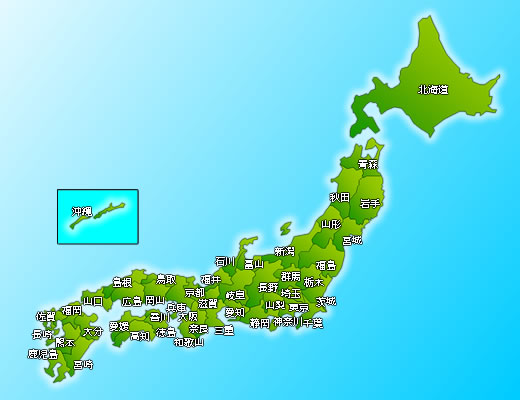 北海道
青森
秋田
岩手
山形
宮城
沖縄
新潟
福島
石川
富山
群馬
栃木
長野
埼玉
茨城
山梨
東京
千葉
神奈川
静岡
岐阜
愛知
福井
滋賀
三重
京都
大阪
奈良
和歌山
兵庫
鳥取
島根
岡山
広島
山口
香川
徳島
愛媛
高知
福岡
佐賀
長崎
大分
熊本
宮崎
鹿児島